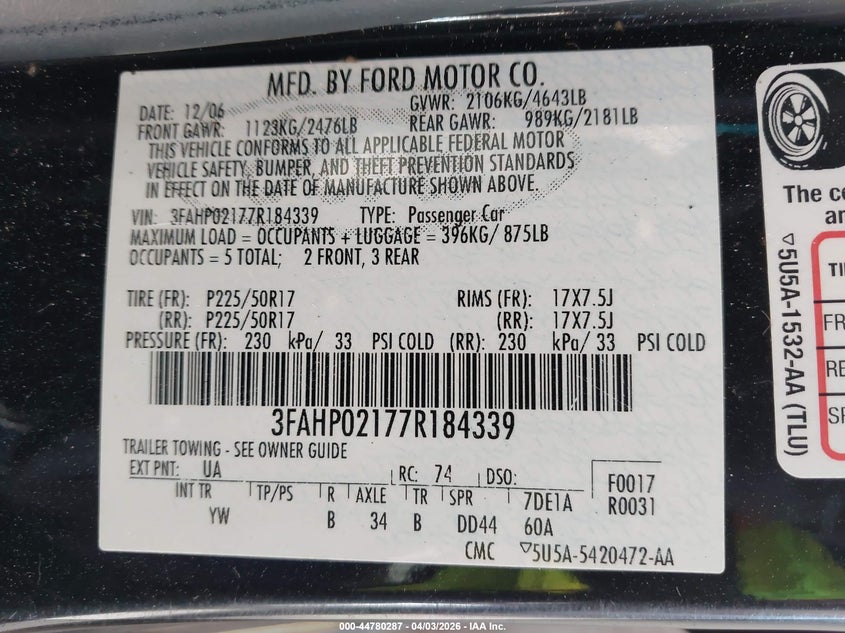 MFD. BY FORD MOTOR CO.
DATE: 12/06
GVWR: 2106KG/4643LB
FRONT GAWR: 1123KG/2476LB
REAR GAWR: 989KG/2181LB
THIS VEHICLE CONFORMS TO ALL APPLICABLE FEDERAL MOTOR
VEHICLE SAFETY, BUMPER, AND THEFT PREVENTION STANDARDS
IN EFFECT ON THE DATE OF MANUFACTURE SHOWN ABOVE.
VIN: 3FAHP02177R184339 TYPE: Passenger Car
MAXIMUM LOAD = OCCUPANTS + LUGGAGE = 396KG/ 875LB
OCCUPANTS = 5 TOTAL; 2 FRONT, 3 REAR
TIRE (FR): P225/50R17 RIMS (FR): 17X7.5J
(RR): P225/50R17 (RR): 17X7.5J
PRESSURE (FR): 230 kPa/ 33 PSI COLD (RR): 230 kPa/ 33 PSI COLD
3FAHP02177R184339
TRAILER TOWING - SEE OWNER GUIDE
EXT PNT: UA RC: 74 DSO:
F0017
R0031
INT TR TP/PS R AXLE TR SPR 7DE1A
YW B 34 B DD44 60A
CMC ▽5U5A-5420472-AA
The ce
an
TI
FR
RE
SP
▽5U5A-1532-AA (TLU)
000-44780287 - 04/03/2026 - IAA Inc.